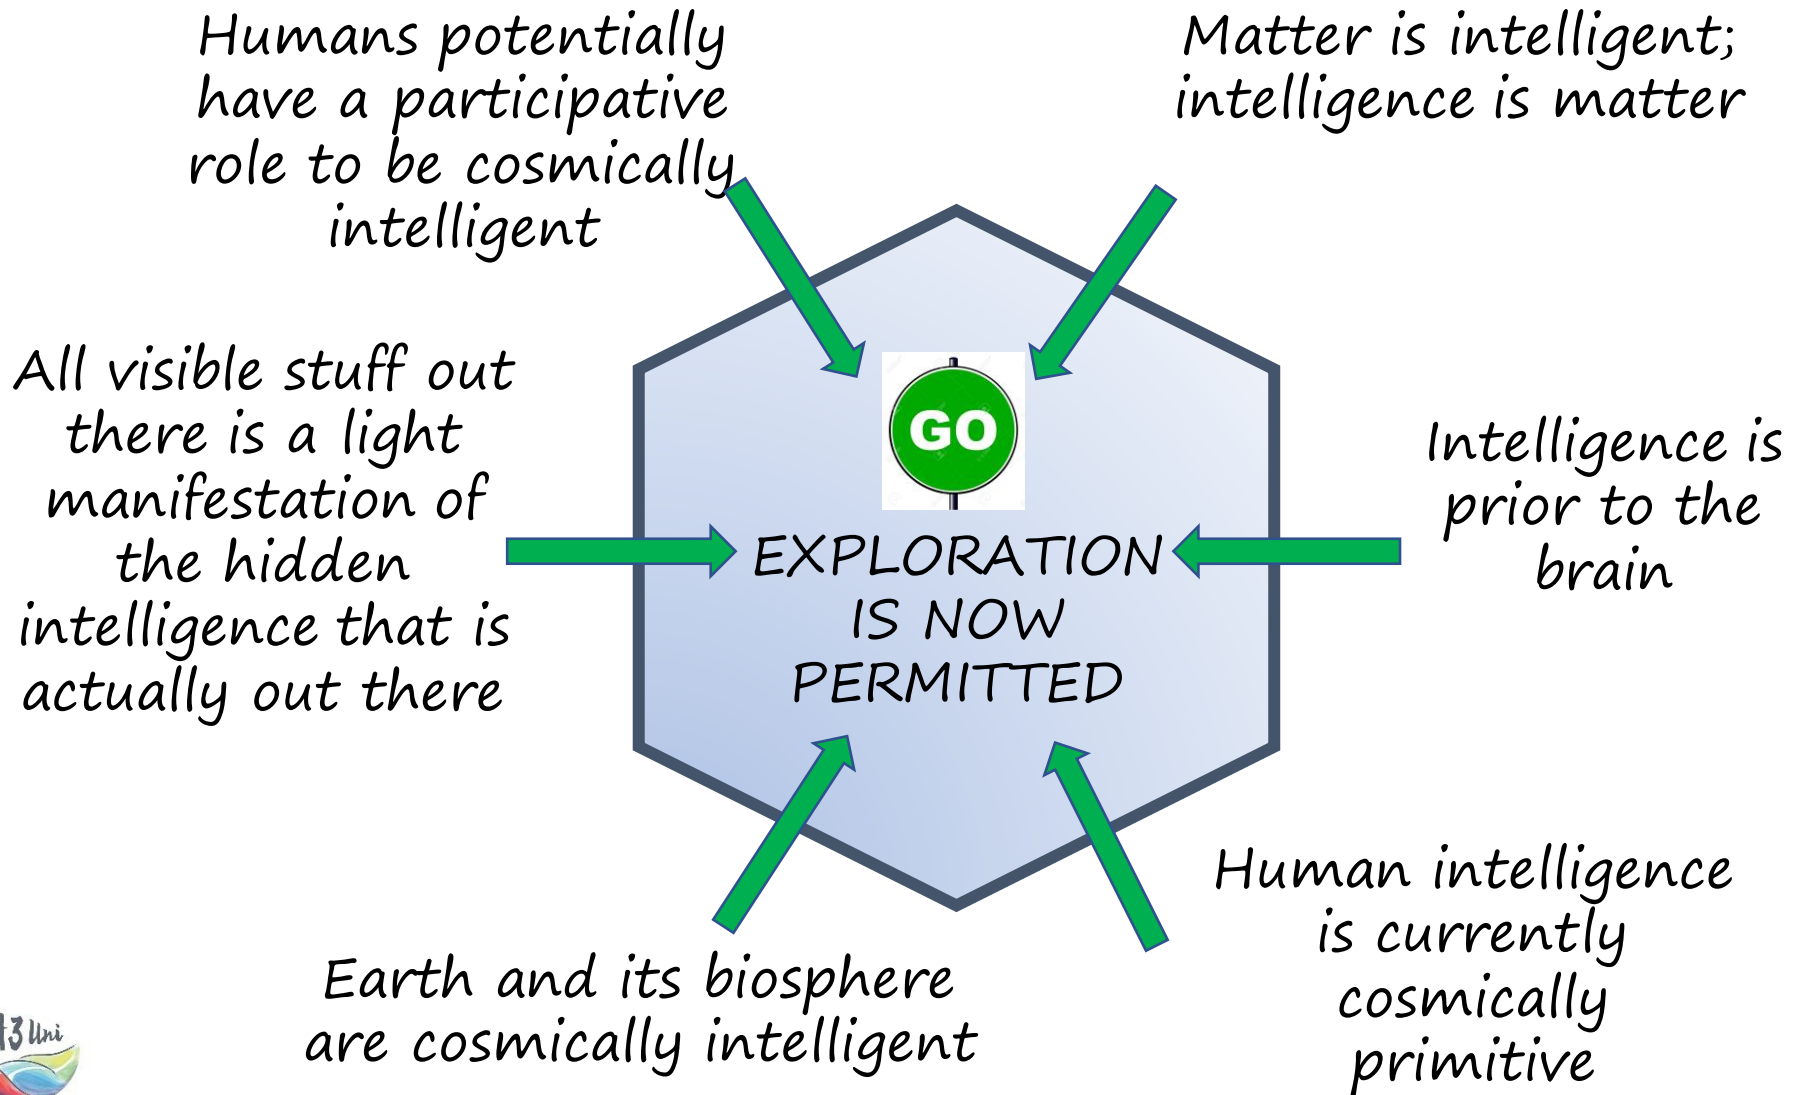 Humans potentially
have a participative
role to be cosmically
intelligent
Matter is intelligent;
intelligence is matter
All visible stuff out
there is a light
manifestation of
the hidden
intelligence that is
actually out there
GO
EXPLORATION
IS NOW
PERMITTED
Intelligence is
prior to the
brain
Earth and its biosphere
are cosmically intelligent
Human intelligence
is currently
cosmically
primitive
Uni